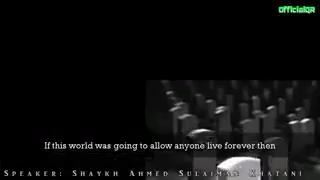 OfficialQR
If this world was going to allow anyone live forever then
Speaker: Shaykh Ahmed Sulaiman Khatani